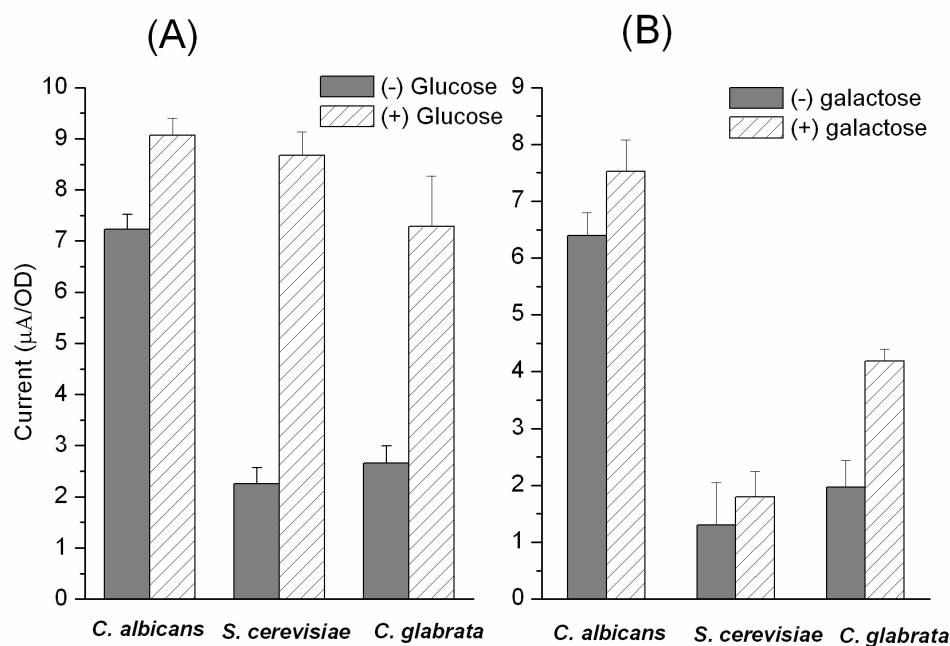 (A)
(-) Glucose
(+) Glucose
Current (μA/OD)
10
9
8
7
6
5
4
3
2
1
0
C. albicans
S. cerevisiae
C. glabrata
(B)
(-) galactose
(+) galactose
9
8
7
6
5
4
3
2
1
0
C. albicans
S. cerevisiae
C. glabrata